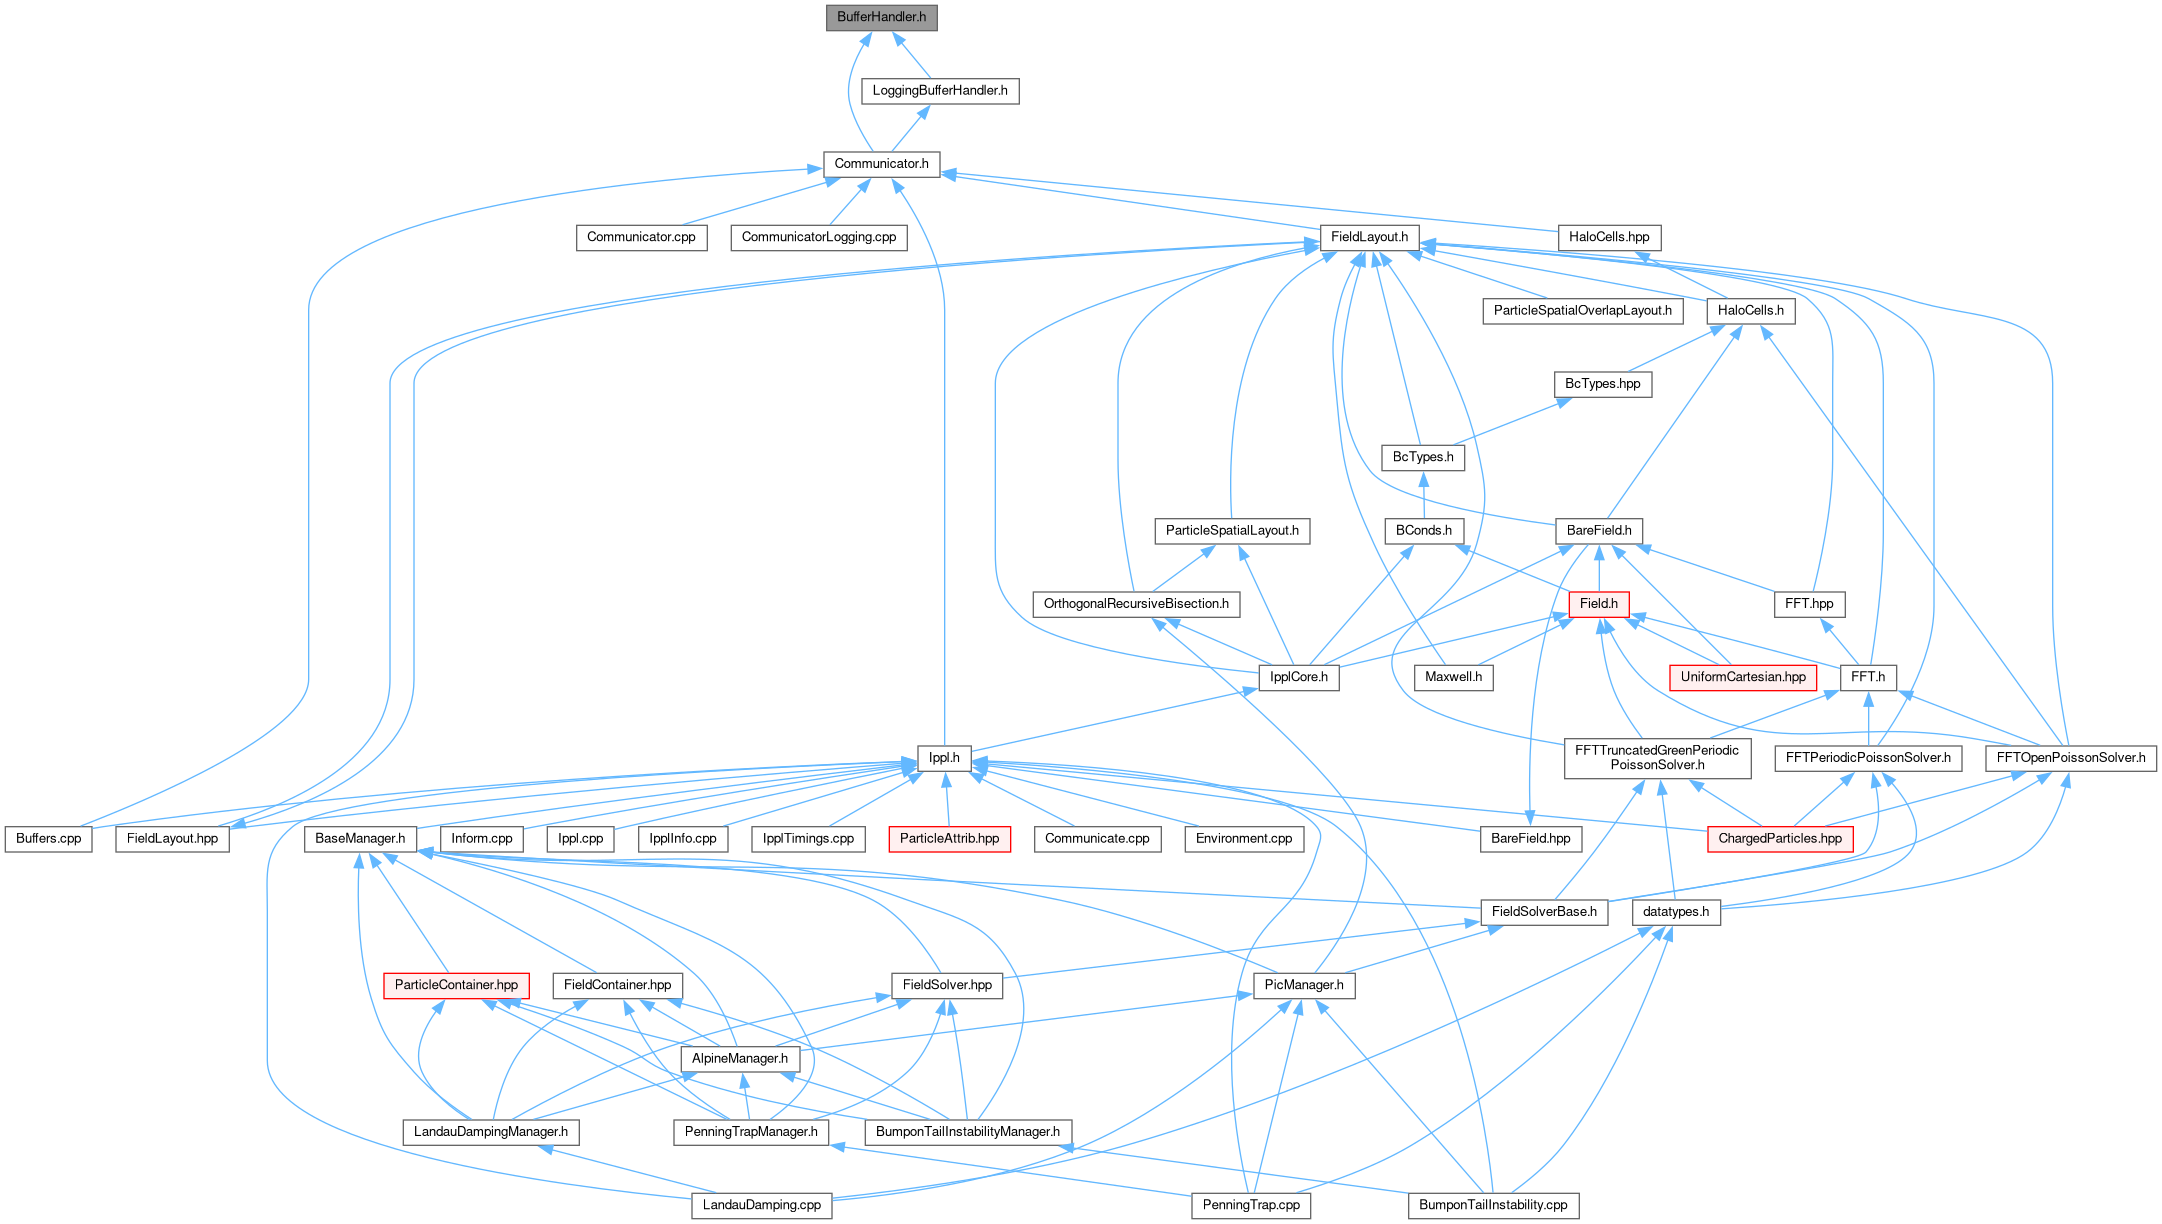 BufferHandler.h
LoggingBufferHandler.h
Communicator.h
Communicator.cpp
CommunicatorLogging.cpp
FieldLayout.h
HaloCells.hpp
ParticleSpatialOverlapLayout.h
HaloCells.h
BcTypes.hpp
BcTypes.h
ParticleSpatialLayout.h
BConds.h
BareField.h
OrthogonalRecursiveBisection.h
Field.h
FFT.hpp
IpplCore.h
Maxwell.h
UniformCartesian.hpp
FFT.h
Ippl.h
FFTTruncatedGreenPeriodic
PoissonSolver.h
FFTPeriodicPoissonSolver.h
FFTOpenPoissonSolver.h
Buffers.cpp
FieldLayout.hpp
BaseManager.h
Inform.cpp
Ippl.cpp
IpplInfo.cpp
IpplTimings.cpp
ParticleAttrib.hpp
Communicate.cpp
Environment.cpp
BareField.hpp
ChargedParticles.hpp
FieldSolverBase.h
datatypes.h
ParticleContainer.hpp
FieldContainer.hpp
FieldSolver.hpp
PicManager.h
AlpineManager.h
LandauDampingManager.h
PenningTrapManager.h
BumponTailInstabilityManager.h
LandauDamping.cpp
PenningTrap.cpp
BumponTailInstability.cpp